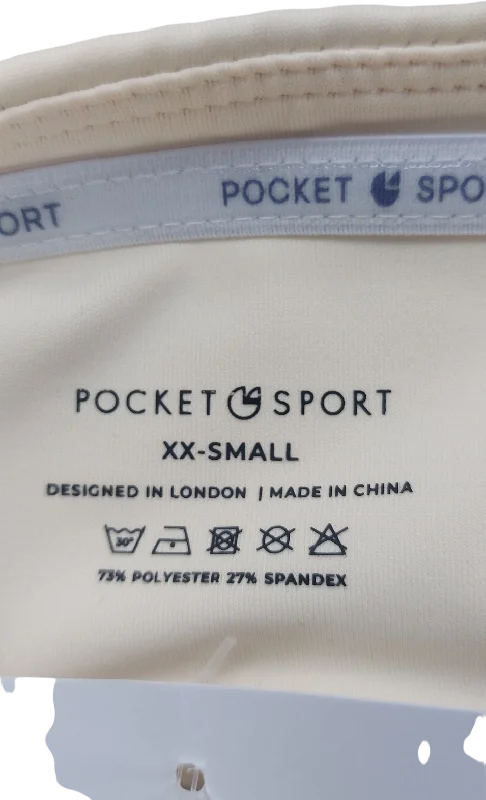 POCKET SPO
ORT
POCKET SPORT
XX-SMALL
DESIGNED IN LONDON | MADE IN CHINA
30°
73% POLYESTER 27% SPANDEX